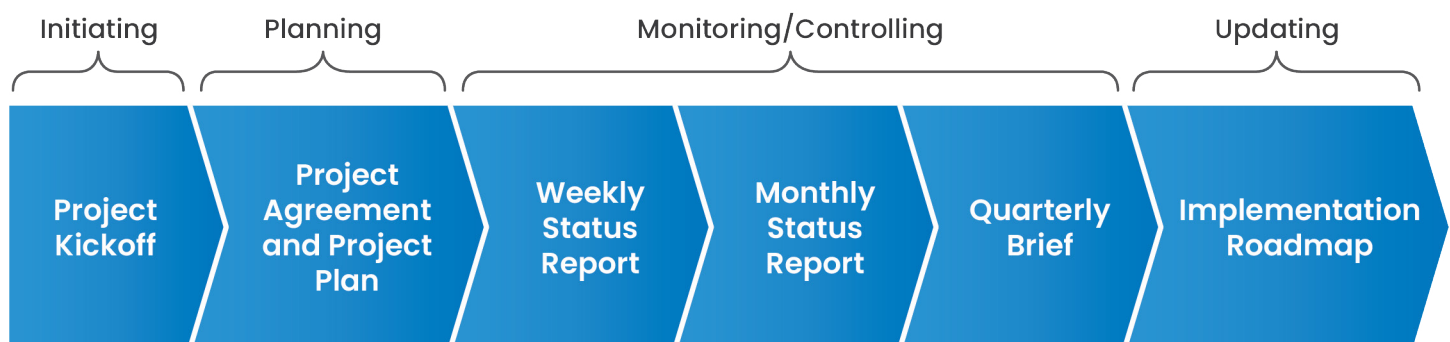 Initiating
Planning
Monitoring/Controlling
Updating
Project
Kickoff
Project
Agreement
and Project
Plan
Weekly
Status
Report
Monthly
Status
Report
Quarterly
Brief
Implementation
Roadmap